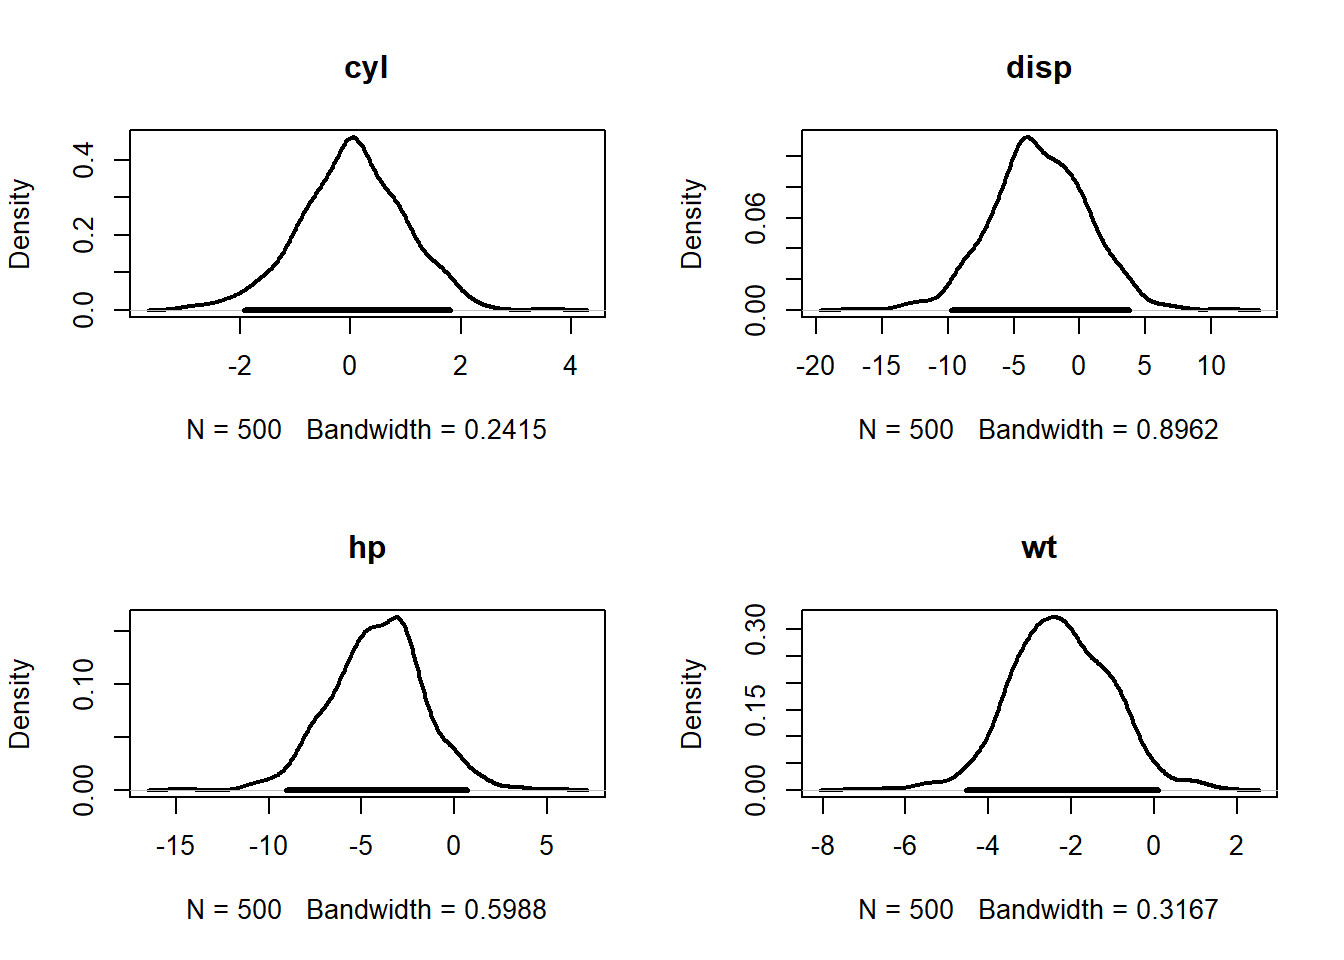 cyl
Density
0.0 0.2 0.4
-2 0 2 4
N = 500 Bandwidth = 0.2415
disp
Density
0.00 0.06
-20 -15 -10 -5 0 5 10
N = 500 Bandwidth = 0.8962
hp
Density
0.00 0.10
-15 -10 -5 0 5
N = 500 Bandwidth = 0.5988
wt
Density
0.00 0.15 0.30
-8 -6 -4 -2 0 2
N = 500 Bandwidth = 0.3167